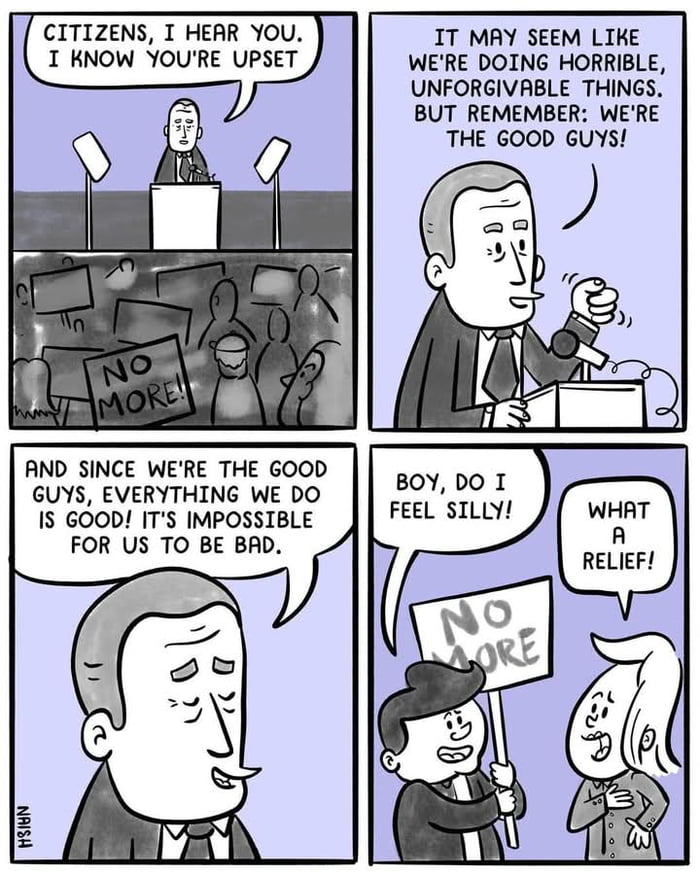 CITIZENS, I HEAR YOU.
I KNOW YOU'RE UPSET
NO
MORE!
IT MAY SEEM LIKE
WE'RE DOING HORRIBLE,
UNFORGIVABLE THINGS.
BUT REMEMBER: WE'RE
THE GOOD GUYS!
AND SINCE WE'RE THE GOOD
GUYS, EVERYTHING WE DO
IS GOOD! IT'S IMPOSSIBLE
FOR US TO BE BAD.
NAISH
BOY, DO I
FEEL SILLY!
WHAT
A
RELIEF!
NO
MORE